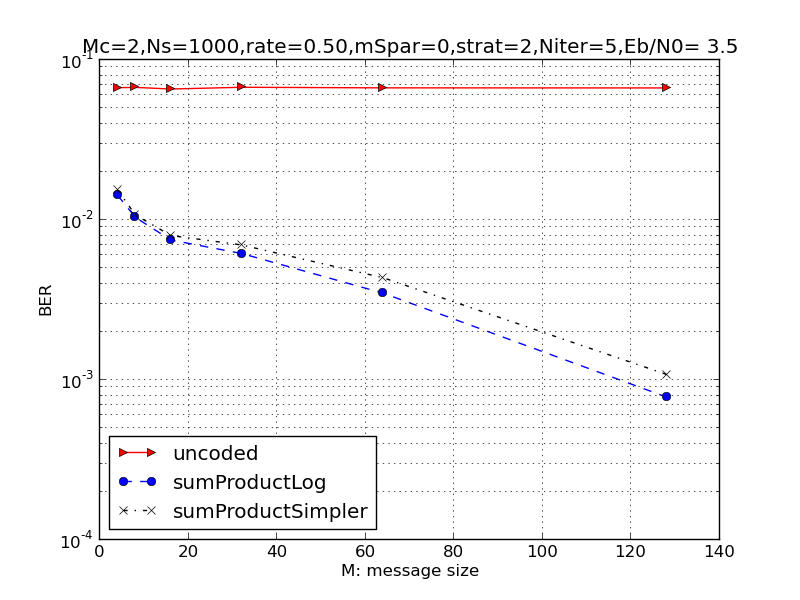 Mc=2,Ns=1000,rate=0.50,mSpar=0,strat=2,Niter=5,Eb/N0= 3.5
10^-1
10^-2
10^-3
10^-4
BER
uncoded
sumProductLog
sumProductSimpler
0 20 40 60 80 100 120 140
M: message size